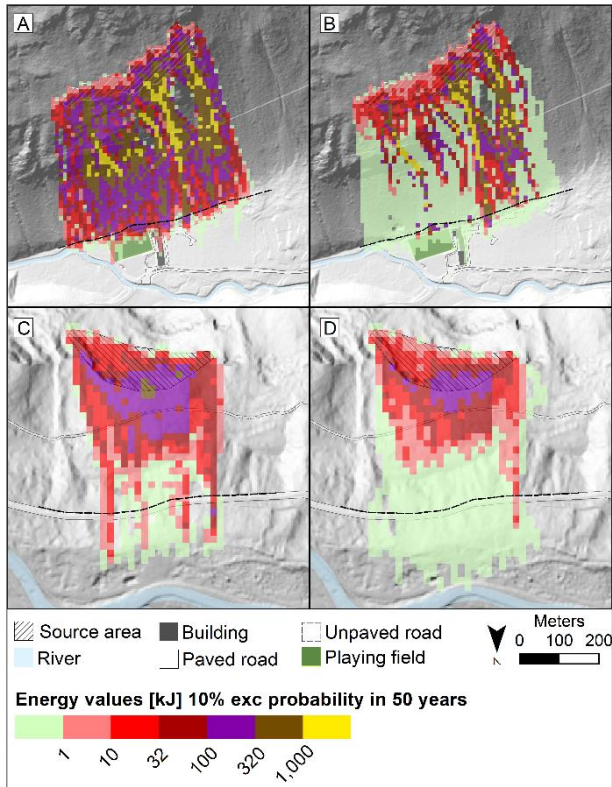 A
B
C
D
Source area
Building
Unpaved road
Meters
River
Paved road
Playing field
N
0 100 200
Energy values [kJ] 10% exc probability in 50 years
1 10 32 100 320 1,000